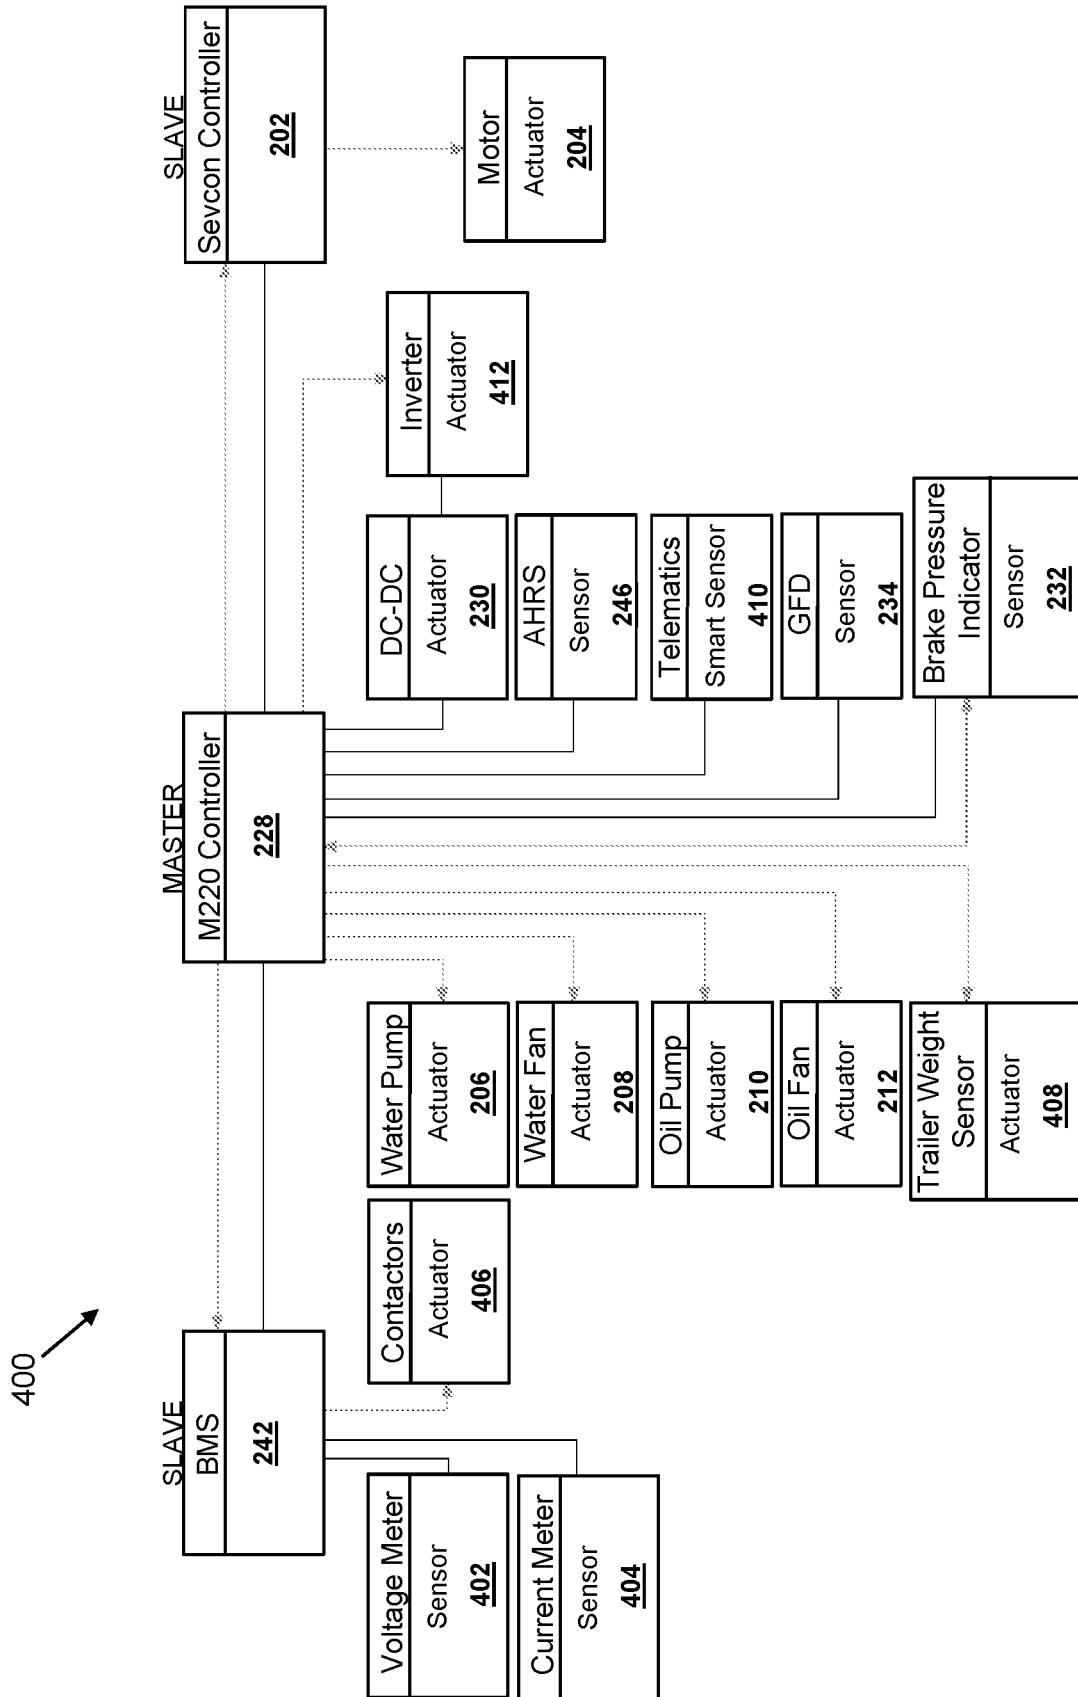 400
SLAVE
BMS
242
MASTER
M220 Controller
228
SLAVE
Sevcon Controller
202
Voltage Meter
Sensor
402
Current Meter
Sensor
404
Contactors
Actuator
406
Water Pump
Actuator
206
Water Fan
Actuator
208
Oil Pump
Actuator
210
Oil Fan
Actuator
212
Trailer Weight
Sensor
Actuator
408
DC-DC
Actuator
230
AHRS
Sensor
246
Telematics
Smart Sensor
410
GFD
Sensor
234
Brake Pressure
Indicator
Sensor
232
Inverter
Actuator
412
Motor
Actuator
204